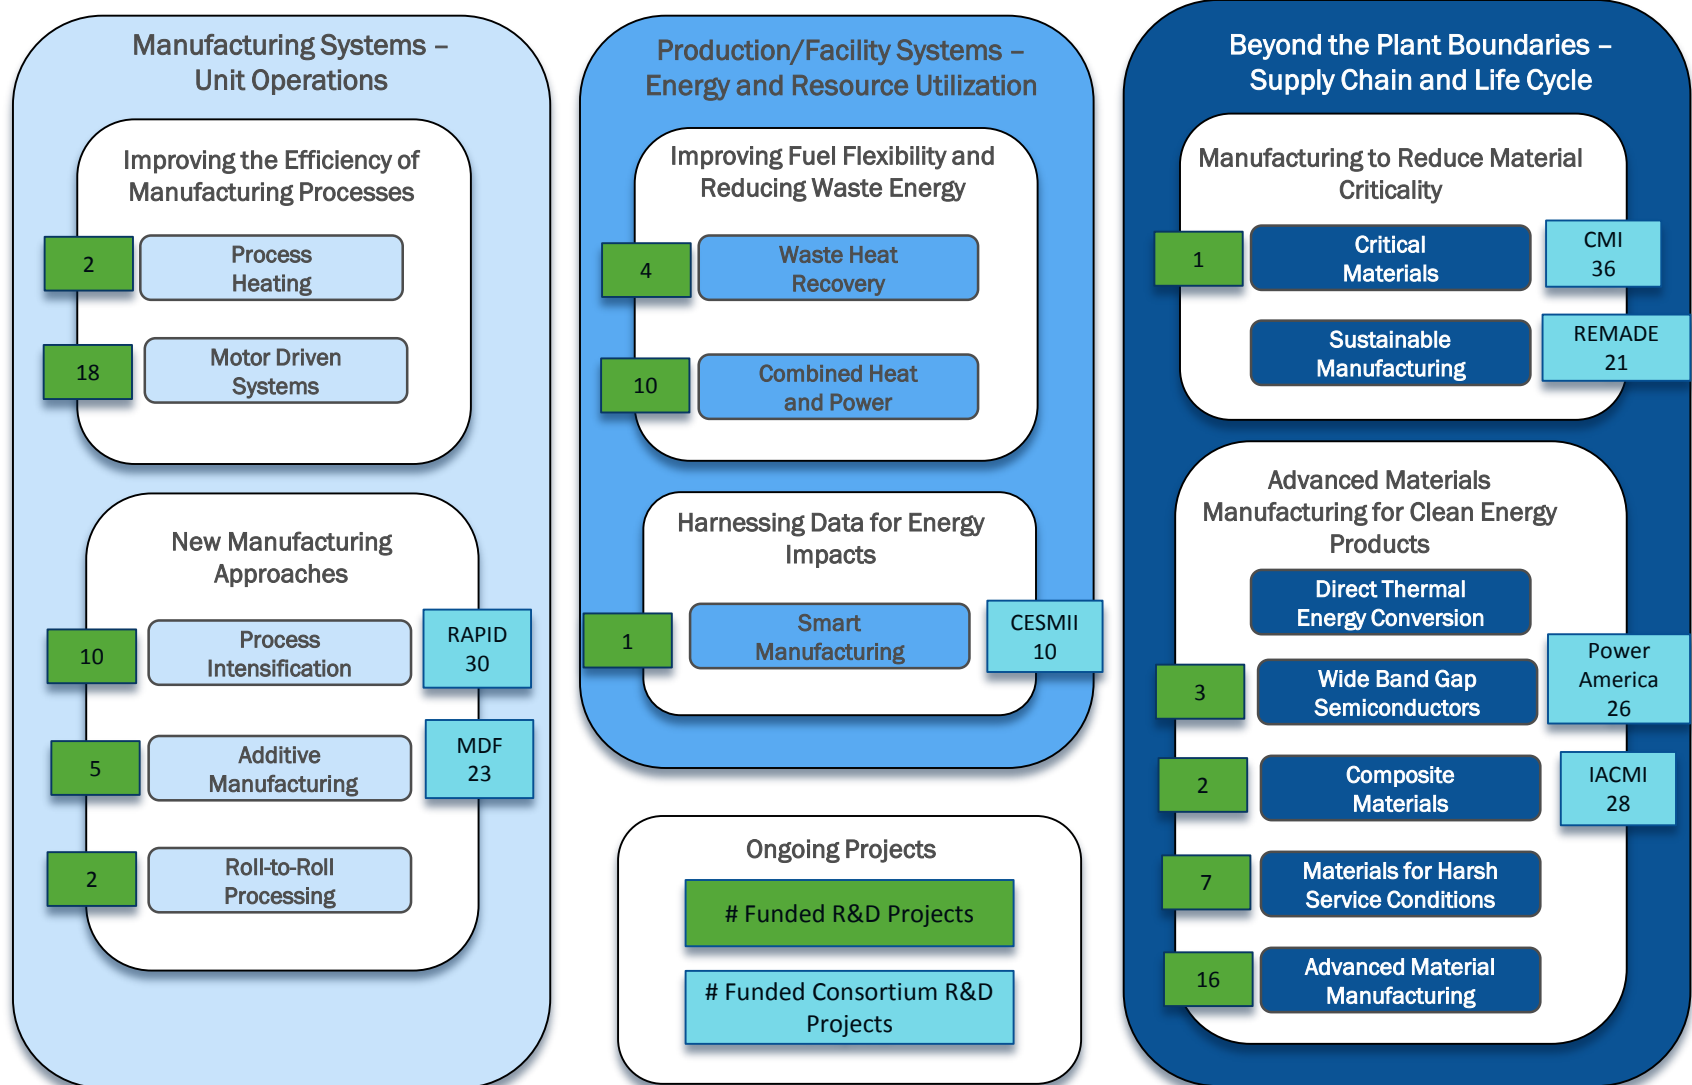 Manufacturing Systems –
Unit Operations
Improving the Efficiency of
Manufacturing Processes
2
Process
Heating
18
Motor Driven
Systems
New Manufacturing
Approaches
10
Process
Intensification
RAPID
30
5
Additive
Manufacturing
MDF
23
2
Roll-to-Roll
Processing
Production/Facility Systems –
Energy and Resource Utilization
Improving Fuel Flexibility and
Reducing Waste Energy
4
Waste Heat
Recovery
10
Combined Heat
and Power
Harnessing Data for Energy
Impacts
1
Smart
Manufacturing
CESMII
10
Ongoing Projects
# Funded R&D Projects
# Funded Consortium R&D
Projects
Beyond the Plant Boundaries –
Supply Chain and Life Cycle
Manufacturing to Reduce Material
Criticality
1
Critical
Materials
CMI
36
Sustainable
Manufacturing
REMADE
21
Advanced Materials
Manufacturing for Clean Energy
Products
Direct Thermal
Energy Conversion
3
Wide Band Gap
Semiconductors
Power
America
26
2
Composite
Materials
IACMI
28
7
Materials for Harsh
Service Conditions
16
Advanced Material
Manufacturing